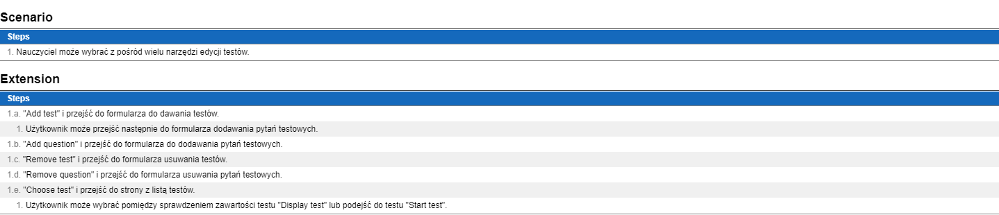 Scenario
Steps
1. Nauczyciel może wybrać z pośród wielu narzędzi edycji testów.
Extension
Steps
1.a. "Add test" i przejść do formularza do dawania testów.
1. Użytkownik może przejść następnie do formularza dodawania pytań testowych.
1.b. "Add question" i przejść do formularza do dodawania pytań testowych.
1.c. "Remove test" i przejść do formularza usuwania testów.
1.d. "Remove question" i przejść do formularza usuwania pytań testowych.
1.e. "Choose test" i przejść do strony z listą testów.
1. Użytkownik może wybrać pomiędzy sprawdzeniem zawartości testu "Display test" lub podejść do testu "Start test".